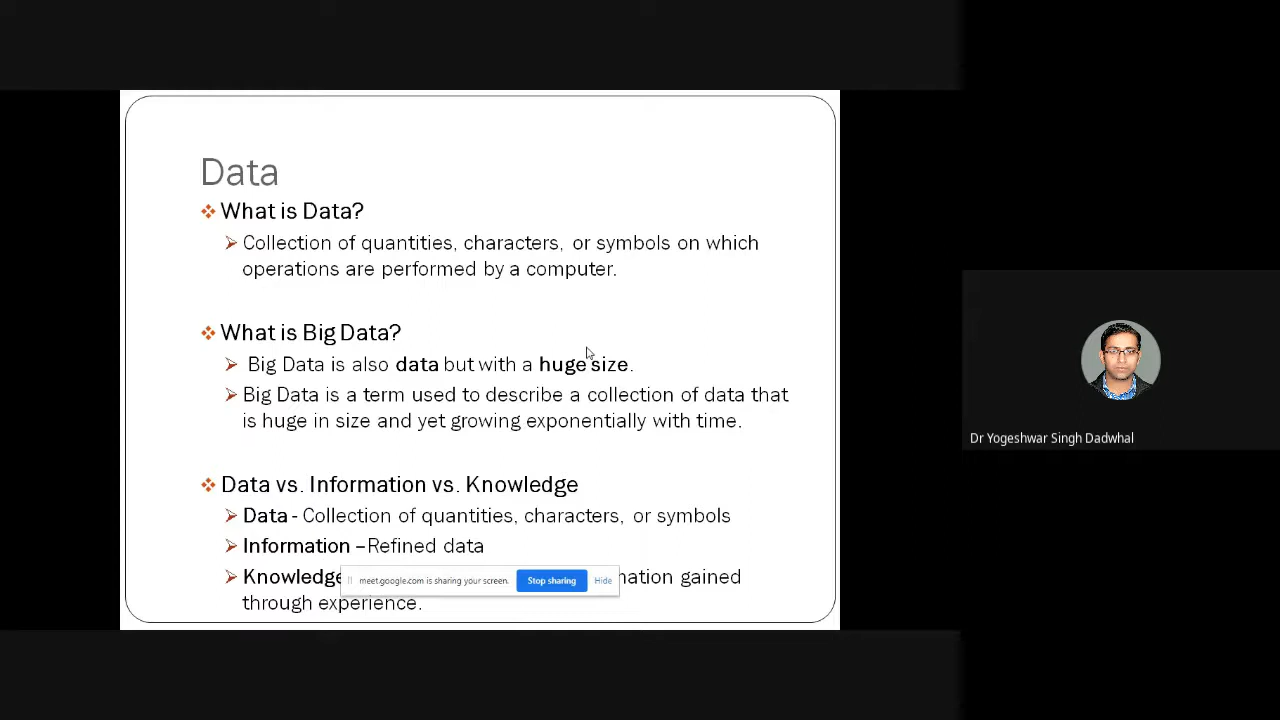 Data
What is Data?
Collection of quantities, characters, or symbols on which
operations are performed by a computer.
What is Big Data?
Big Data is also data but with a huge size.
Big Data is a term used to describe a collection of data that
is huge in size and yet growing exponentially with time.
Data vs. Information vs. Knowledge
Data - Collection of quantities, characters, or symbols
Information –Refined data
Knowledge mation gained
meet.google.com is sharing your screen. Stop sharing Hide
through experience.
Dr Yogeshwar Singh Dadwhal